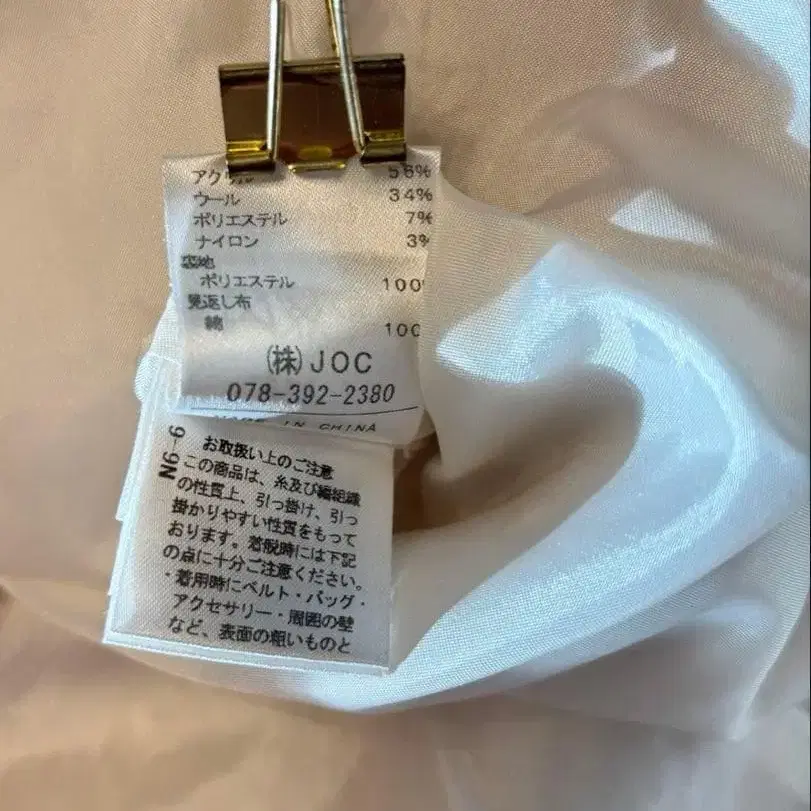 アクリル 56%
ウール 34%
ポリエステル 7%
ナイロン 3%
裏地
ポリエステル 100%
見返し布
綿 100
(株)JOC
078-392-2380
MADE IN CHINA
N6-6
お取扱い上のご注意
この商品は、糸及び編組織
の性質上、引っ掛け、引っ
掛かりやすい性質をもって
おります。着脱時には下記
の点に十分ご注意ください。
・着用時にベルト・バッグ・
アクセサリー・周囲の壁
など、表面の粗いものと